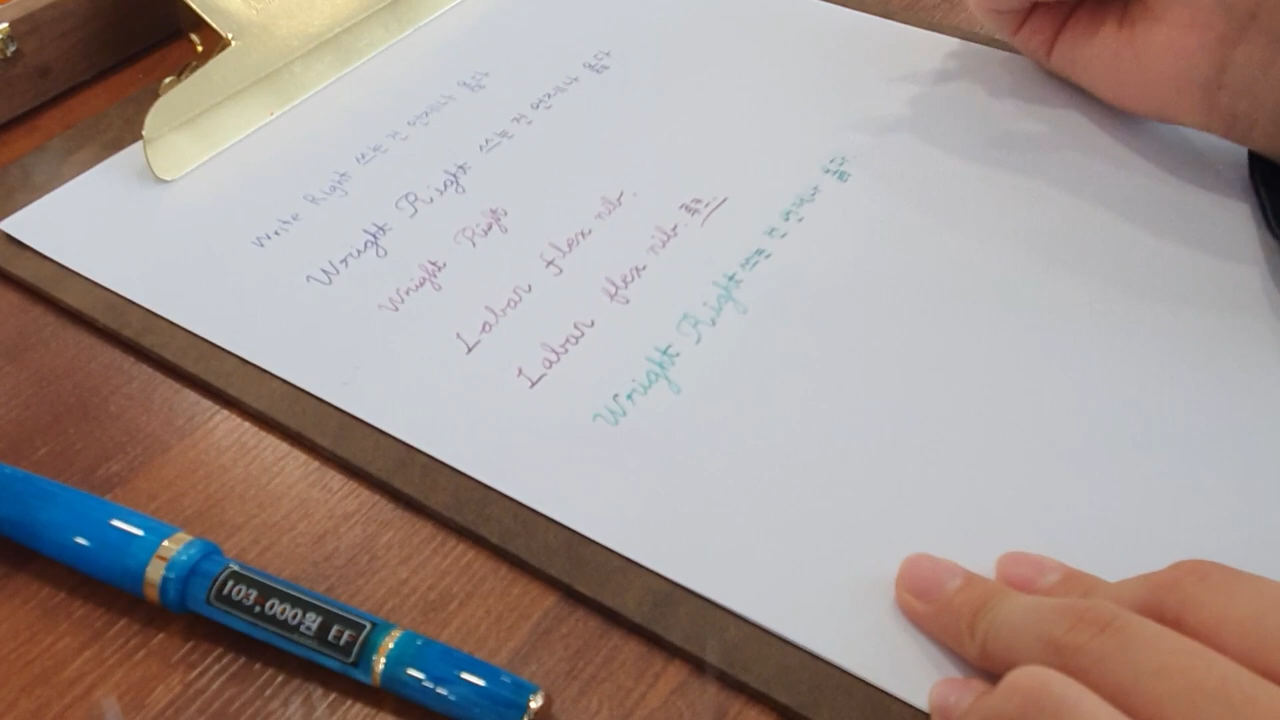 Write Right 쓰는 건 언제나 옳다
Wright Right 쓰는 건 언제나 옳다
Wright Right
Labar flex nib.
Labar flex nib. 쿠쿠
Wright Right 쓰는 건 언제나 옳다
103,000원 EF